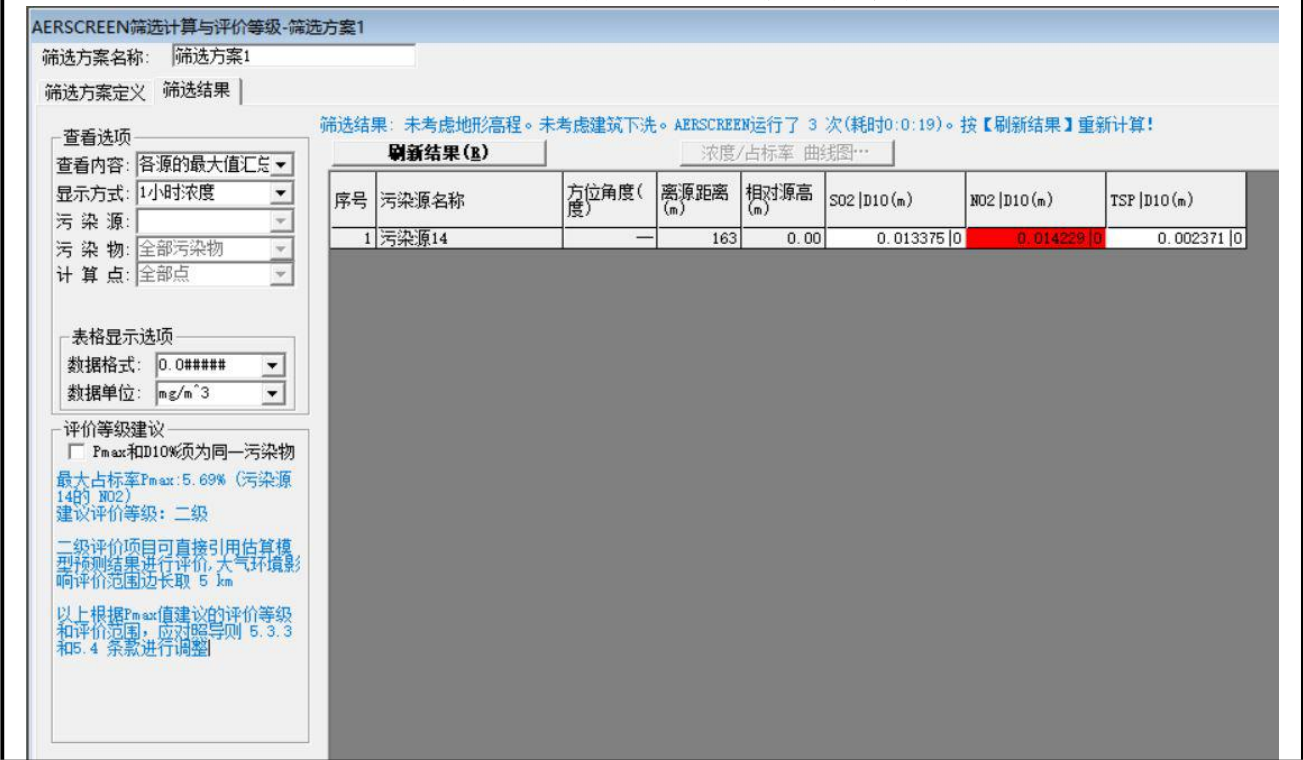 AERSCREEN筛选计算与评价等级-筛选方案1
筛选方案名称: 筛选方案1
筛选方案定义 筛选结果
筛选结果: 未考虑地形高程。未考虑建筑下洗。AERSCREEN运行了 3 次(耗时0:0:19)。按【刷新结果】重新计算!
查看选项
查看内容: 各源的最大值汇总
显示方式: 1小时浓度
污 染 源:
污 染 物: 全部污染物
计 算 点: 全部点
刷新结果(R) 浓度/占标率 曲线图…
序号 污染源名称 方位角度(度) 离源距离(m) 相对源高(m) SO2|D10(m) NO2|D10(m) TSP|D10(m)
1 污染源14 — 163 0.00 0.013375|0 0.014229|0 0.002371|0
表格显示选项
数据格式: 0.0#####
数据单位: mg/m^3
评价等级建议
Pmax和D10%须为同一污染物
最大占标率Pmax:5.69% (污染源
14的 NO2)
建议评价等级: 二级
二级评价项目可直接引用估算模
型预测结果进行评价,大气环境影
响评价范围边长取 5 km
以上根据Pmax值建议的评价等级
和评价范围，应对照导则 5.3.3
和5.4 条款进行调整